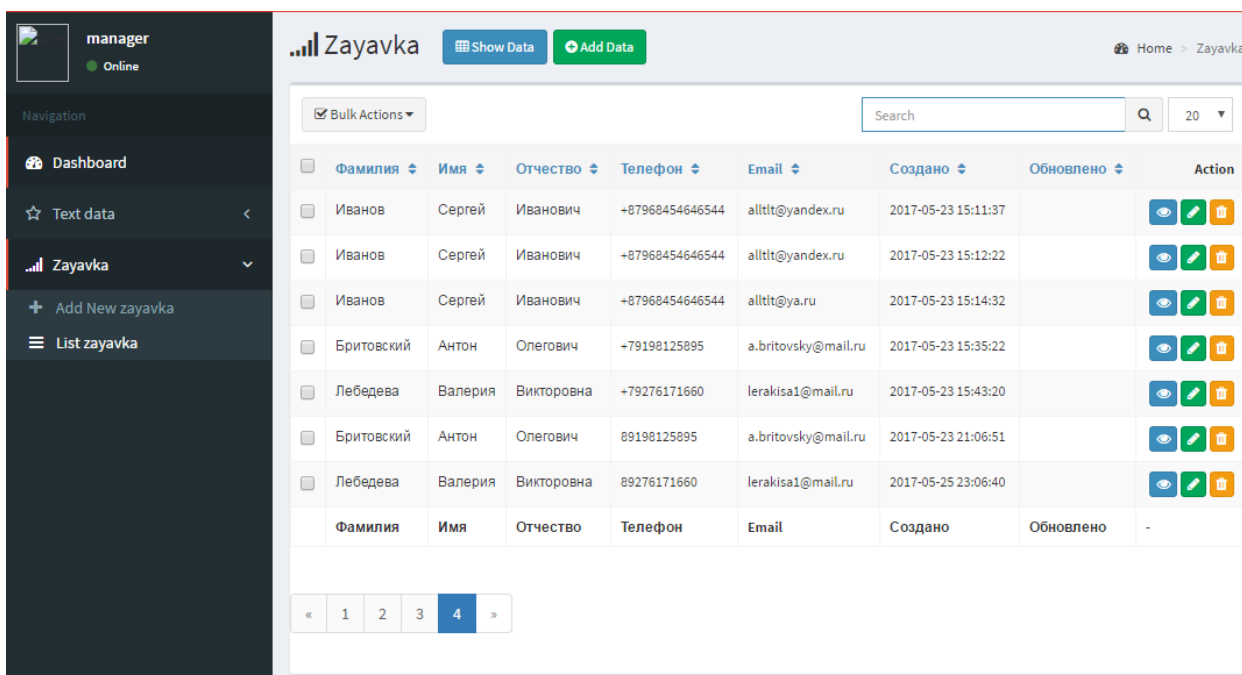 manager
Online
Navigation
Dashboard
Text data
Zayavka
Add New zayavka
List zayavka
Zayavka Show Data Add Data
Home > Zayavka
Bulk Actions
Search 20
Фамилия Имя Отчество Телефон Email Создано Обновлено Action
Иванов Сергей Иванович +87968454646544 alltlt@yandex.ru 2017-05-23 15:11:37
Иванов Сергей Иванович +87968454646544 alltlt@yandex.ru 2017-05-23 15:12:22
Иванов Сергей Иванович +87968454646544 alltlt@ya.ru 2017-05-23 15:14:32
Бритовский Антон Олегович +79198125895 a.britovsky@mail.ru 2017-05-23 15:35:22
Лебедева Валерия Викторовна +79276171660 lerakisa1@mail.ru 2017-05-23 15:43:20
Бритовский Антон Олегович 89198125895 a.britovsky@mail.ru 2017-05-23 21:06:51
Лебедева Валерия Викторовна 89276171660 lerakisa1@mail.ru 2017-05-25 23:06:40
Фамилия Имя Отчество Телефон Email Создано Обновлено -
« 1 2 3 4 »